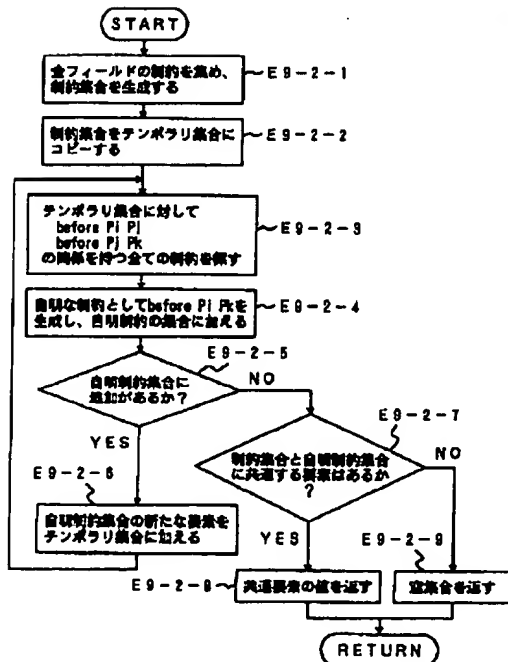 START
全フィールドの制約を集め、
制約集合を生成する
E9-2-1
制約集合をテンポラリ集合に
コピーする
E9-2-2
テンポラリ集合に対して
before Pi Pj
before Pj Pk
の関係を持つ全ての制約を探す
E9-2-3
自明な制約としてbefore Pi Pkを
生成し、自明制約の集合に加える
E9-2-4
E9-2-5
自明制約集合に
追加があるか?
NO
YES
E9-2-7
制約集合と自明制約集合
に共通する要素はあるか
?
NO
YES
E9-2-6
自明制約集合の新たな要素を
テンポラリ集合に加える
E9-2-9
E9-2-8
共通要素の値を返す
空集合を返す
RETURN